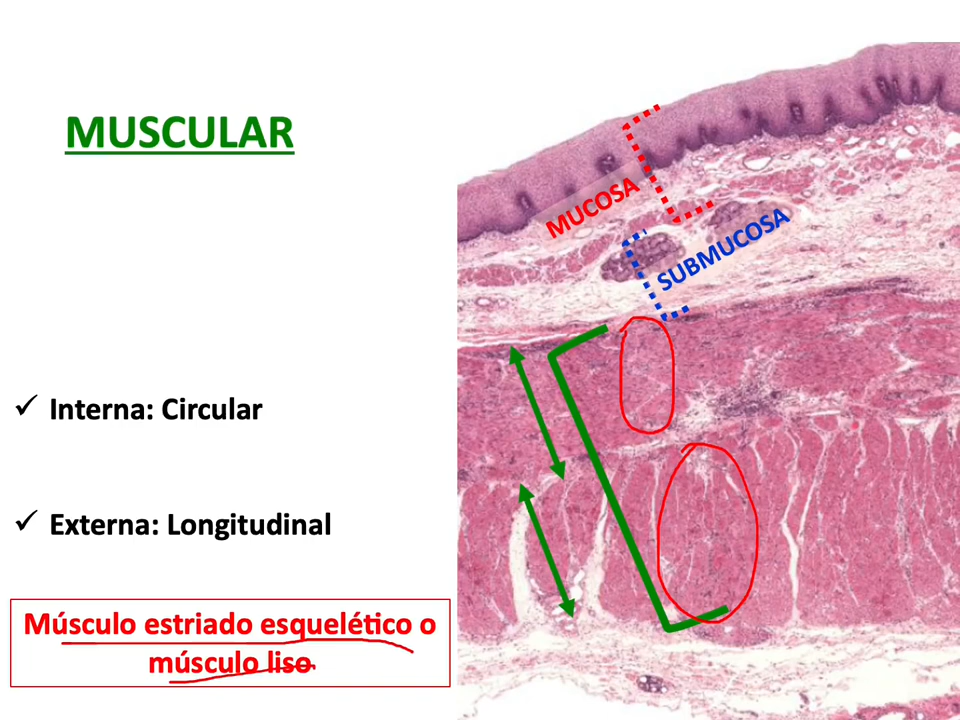 MUSCULAR
MUCOSA
SUBMUCOSA
✓ Interna: Circular
✓ Externa: Longitudinal
Músculo estriado esquelético o
músculo liso